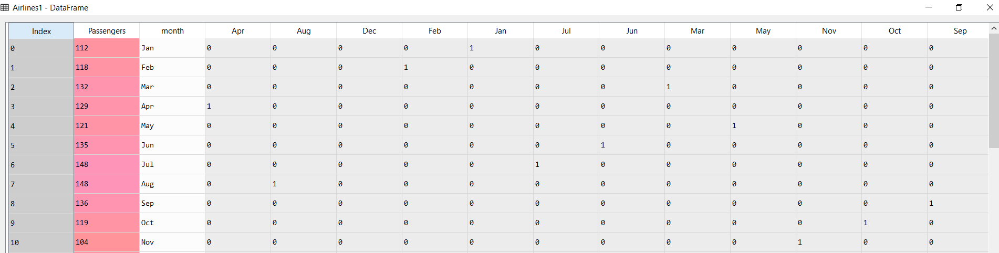 Airlines1 - DataFrame
Index Passengers month Apr Aug Dec Feb Jan Jul Jun Mar May Nov Oct Sep
0 112 Jan 0 0 0 0 1 0 0 0 0 0 0 0
1 118 Feb 0 0 0 1 0 0 0 0 0 0 0 0
2 132 Mar 0 0 0 0 0 0 0 1 0 0 0 0
3 129 Apr 1 0 0 0 0 0 0 0 0 0 0 0
4 121 May 0 0 0 0 0 0 0 0 1 0 0 0
5 135 Jun 0 0 0 0 0 0 1 0 0 0 0 0
6 148 Jul 0 0 0 0 0 1 0 0 0 0 0 0
7 148 Aug 0 1 0 0 0 0 0 0 0 0 0 0
8 136 Sep 0 0 0 0 0 0 0 0 0 0 0 1
9 119 Oct 0 0 0 0 0 0 0 0 0 0 1 0
10 104 Nov 0 0 0 0 0 0 0 0 0 1 0 0